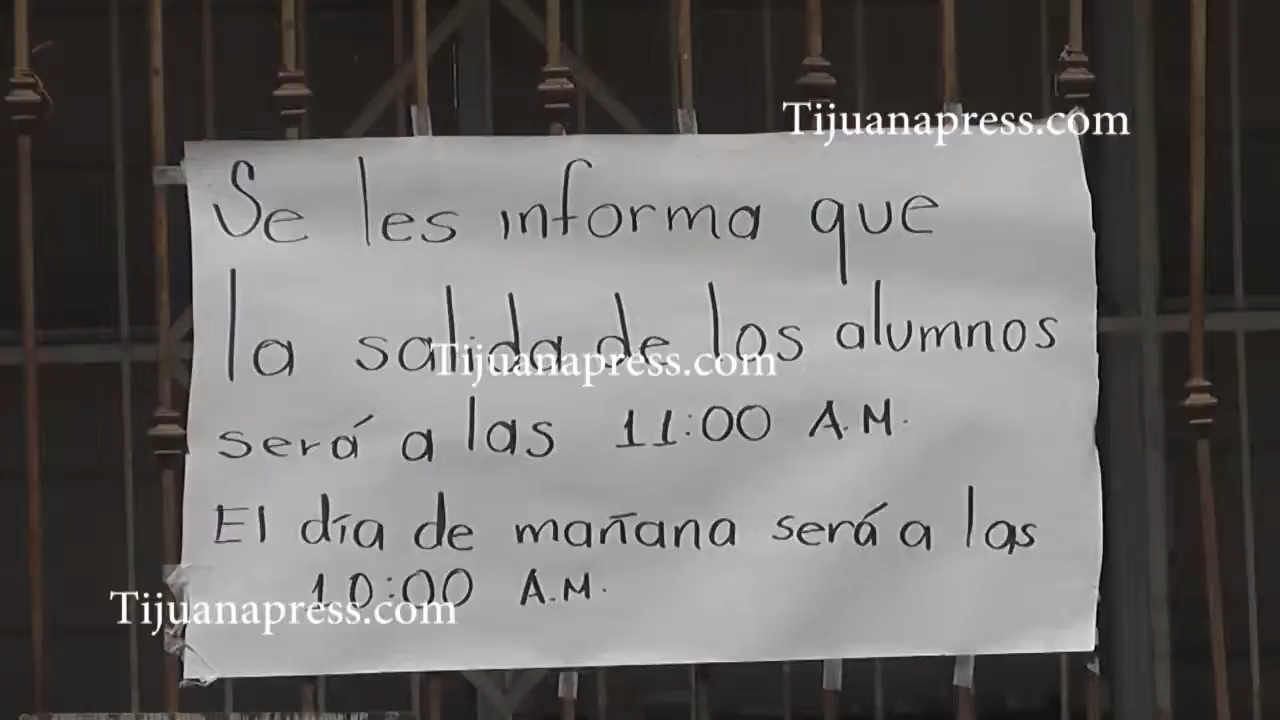 Tijuanapress.com
Se les informa que
la salida de los alumnos
Tijuanapress.com
será a las 11:00 A.M.
El día de mañana será a las
10:00 A.M.
Tijuanapress.com